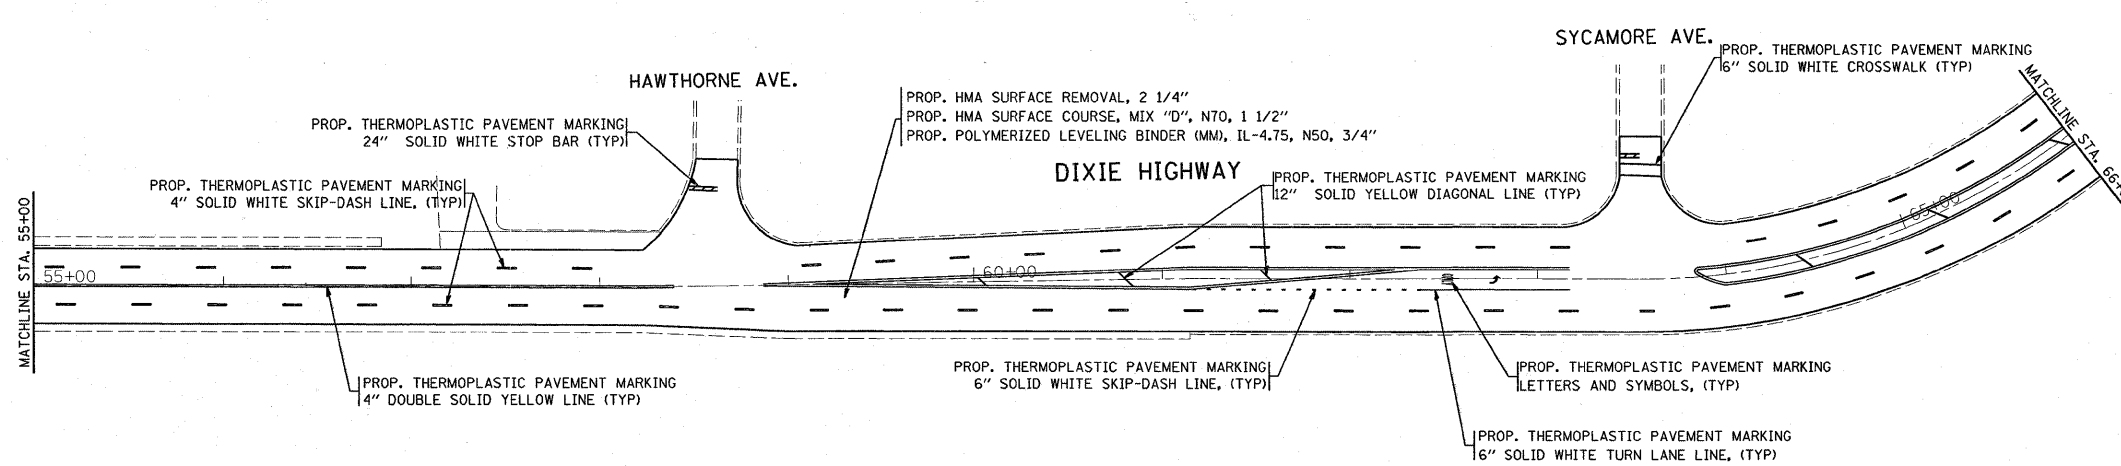 SYCAMORE AVE.
PROP. THERMOPLASTIC PAVEMENT MARKING
6" SOLID WHITE CROSSWALK (TYP)
HAWTHORNE AVE.
PROP. HMA SURFACE REMOVAL, 2 1/4"
PROP. HMA SURFACE COURSE, MIX "D", N70, 1 1/2"
PROP. POLYMERIZED LEVELING BINDER (MM), IL-4.75, N50, 3/4"
PROP. THERMOPLASTIC PAVEMENT MARKING
24" SOLID WHITE STOP BAR (TYP)
DIXIE HIGHWAY
PROP. THERMOPLASTIC PAVEMENT MARKING
12" SOLID YELLOW DIAGONAL LINE (TYP)
PROP. THERMOPLASTIC PAVEMENT MARKING
4" SOLID WHITE SKIP-DASH LINE, (TYP)
MATCHLINE STA. 55+00
55+00
60+00
65+00
MATCHLINE STA.
PROP. THERMOPLASTIC PAVEMENT MARKING
4" DOUBLE SOLID YELLOW LINE (TYP)
PROP. THERMOPLASTIC PAVEMENT MARKING
6" SOLID WHITE SKIP-DASH LINE, (TYP)
PROP. THERMOPLASTIC PAVEMENT MARKING
LETTERS AND SYMBOLS, (TYP)
PROP. THERMOPLASTIC PAVEMENT MARKING
6" SOLID WHITE TURN LANE LINE, (TYP)